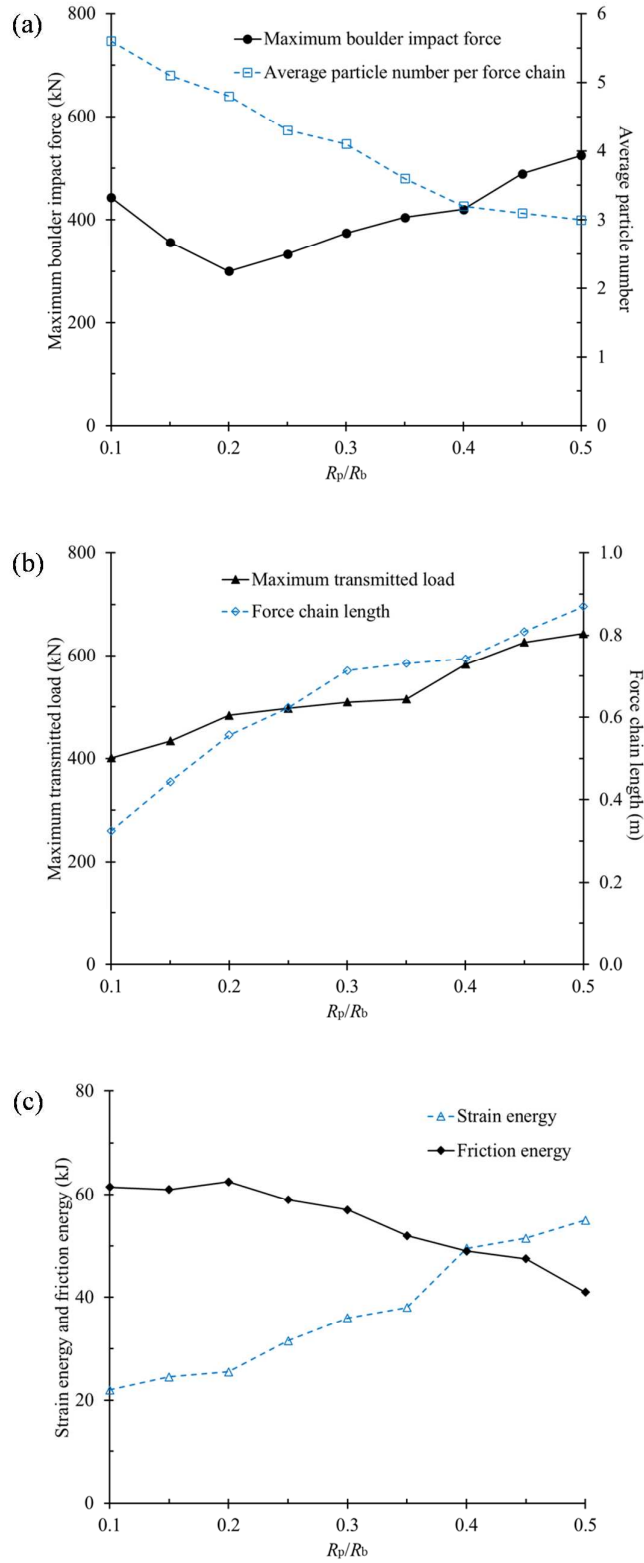 (a)
Maximum boulder impact force
Average particle number per force chain
Maximum boulder impact force (kN)
800
600
400
200
0
Average particle number
6
5
4
3
2
1
0
0.1 0.2 0.3 0.4 0.5
Rp/Rb
(b)
Maximum transmitted load
Force chain length
Maximum transmitted load (kN)
800
600
400
200
0
Force chain length (m)
1.0
0.8
0.6
0.4
0.2
0.0
0.1 0.2 0.3 0.4 0.5
Rp/Rb
(c)
Strain energy
Friction energy
Strain energy and friction energy (kJ)
80
60
40
20
0
0.1 0.2 0.3 0.4 0.5
Rp/Rb